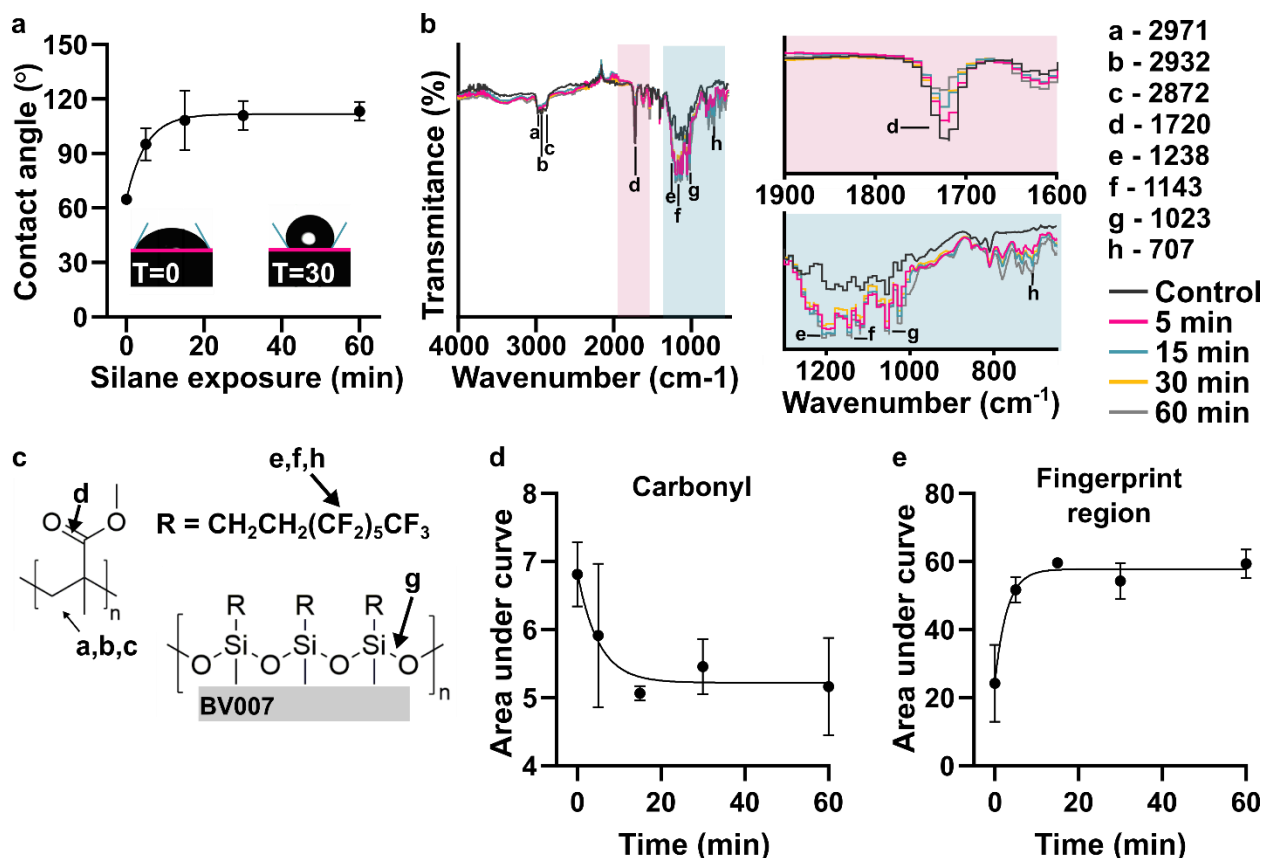 a
150
120
90
60
30
0
Contact angle (°)
T=0
T=30
0
20
40
60
Silane exposure (min)
b
Transmitance (%)
a
b
c
d
e
f
g
h
4000
3000
2000
1000
Wavenumber (cm-1)
d
1900
1800
1700
1600
e
f
g
h
1200
1000
800
Wavenumber (cm-1)
a - 2971
b - 2932
c - 2872
d - 1720
e - 1238
f - 1143
g - 1023
h - 707
Control
5 min
15 min
30 min
60 min
c
d
O
O
n
a,b,c
e,f,h
R = CH2CH2(CF2)5CF3
g
R
R
R
Si
Si
Si
O
O
O
O
n
BV007
d
Carbonyl
8
7
6
5
4
Area under curve
0
20
40
60
Time (min)
e
Fingerprint
region
80
60
40
20
0
Area under curve
0
20
40
60
Time (min)